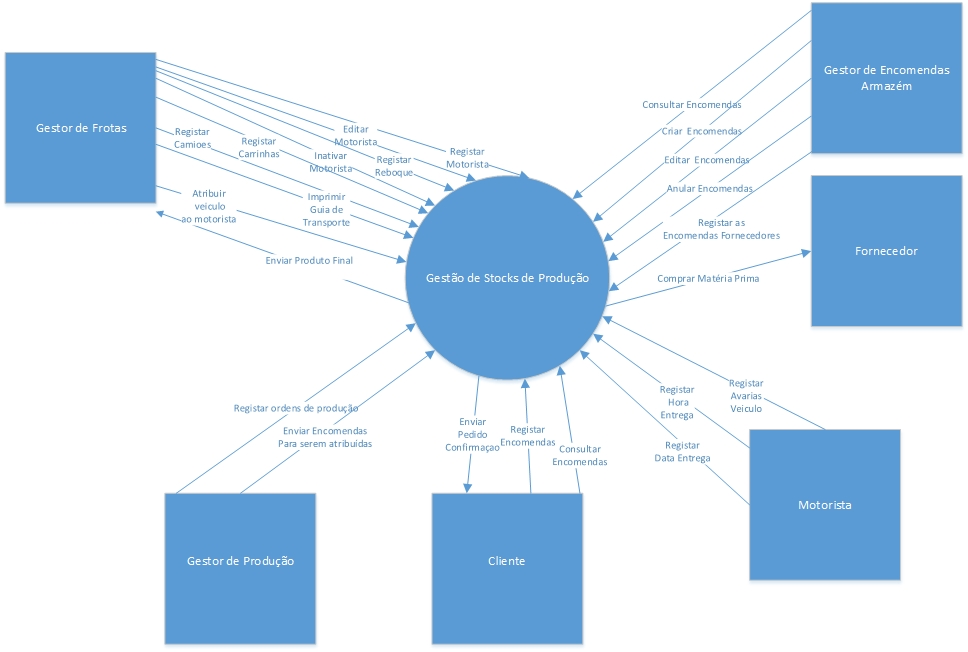 Gestor de Frotas
Gestor de Encomendas
Armazém
Fornecedor
Gestão de Stocks de Produção
Registar
Camioes
Registar
Carrinhas
Editar
Motorista
Inativar
Motorista
Registar
Reboque
Registar
Motorista
Atribuir
veiculo
ao motorista
Imprimir
Guia de
Transporte
Enviar Produto Final
Consultar Encomendas
Criar Encomendas
Editar Encomendas
Anular Encomendas
Registar as
Encomendas Fornecedores
Comprar Matéria Prima
Registar ordens de produção
Enviar Encomendas
Para serem atribuídas
Enviar
Pedido
Confirmaçao
Registar
Encomendas
Consultar
Encomendas
Registar
Hora
Entrega
Registar
Data Entrega
Registar
Avarias
Veiculo
Gestor de Produção
Cliente
Motorista